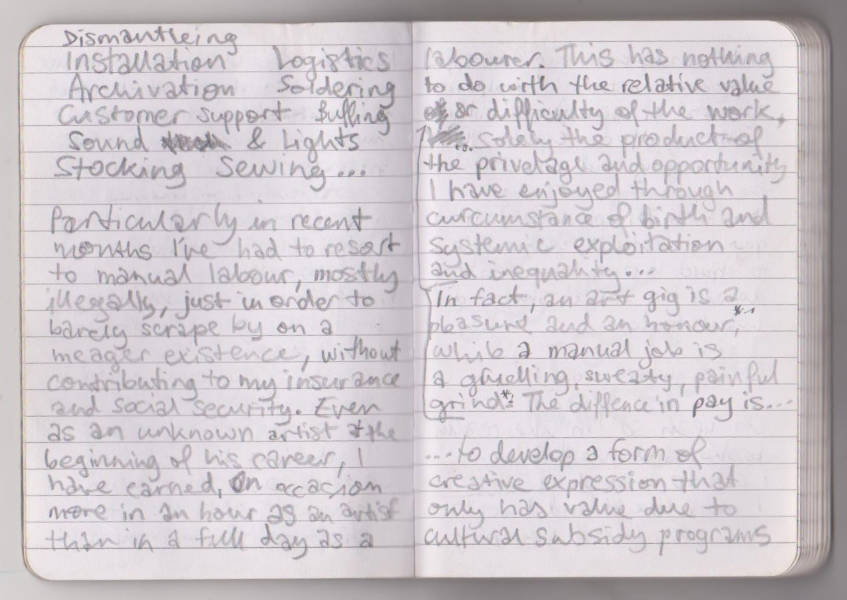 Dismantleing
Installation Logistics
Archivation Soldering
Customer support Buffing
Sound & Lights
Stocking Sewing...
Particularly in recent
months I've had to resort
to manual labour, mostly
illegally, just in order to
barely scrape by on a
meager existence, without
contributing to my insurance
and social security. Even
as an unknown artist at the
beginning of his career, I
have earned, on occasion
more in an hour as an artist
than in a full day as a
labourer. This has nothing
to do with the relative value
or difficulty of the work,
... solely the product of
the privelage and opportunity
I have enjoyed through
curcumstance of birth and
systemic exploitation
and inequality...
In fact, an art gig is a
pleasure and an honour,*1
while a manual job is
a gruelling, sweaty, painful
grind*2 The diffence in pay is...
...to develop a form of
creative expression that
only has value due to
cultural subsidy programs